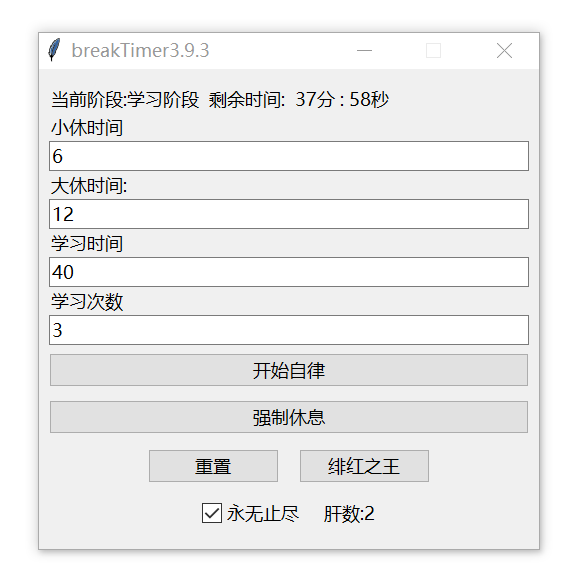 breakTimer3.9.3
当前阶段:学习阶段 剩余时间: 37分 : 58秒
小休时间
6
大休时间:
12
学习时间
40
学习次数
3
开始自律
强制休息
重置 绯红之王
永无止尽 肝数:2